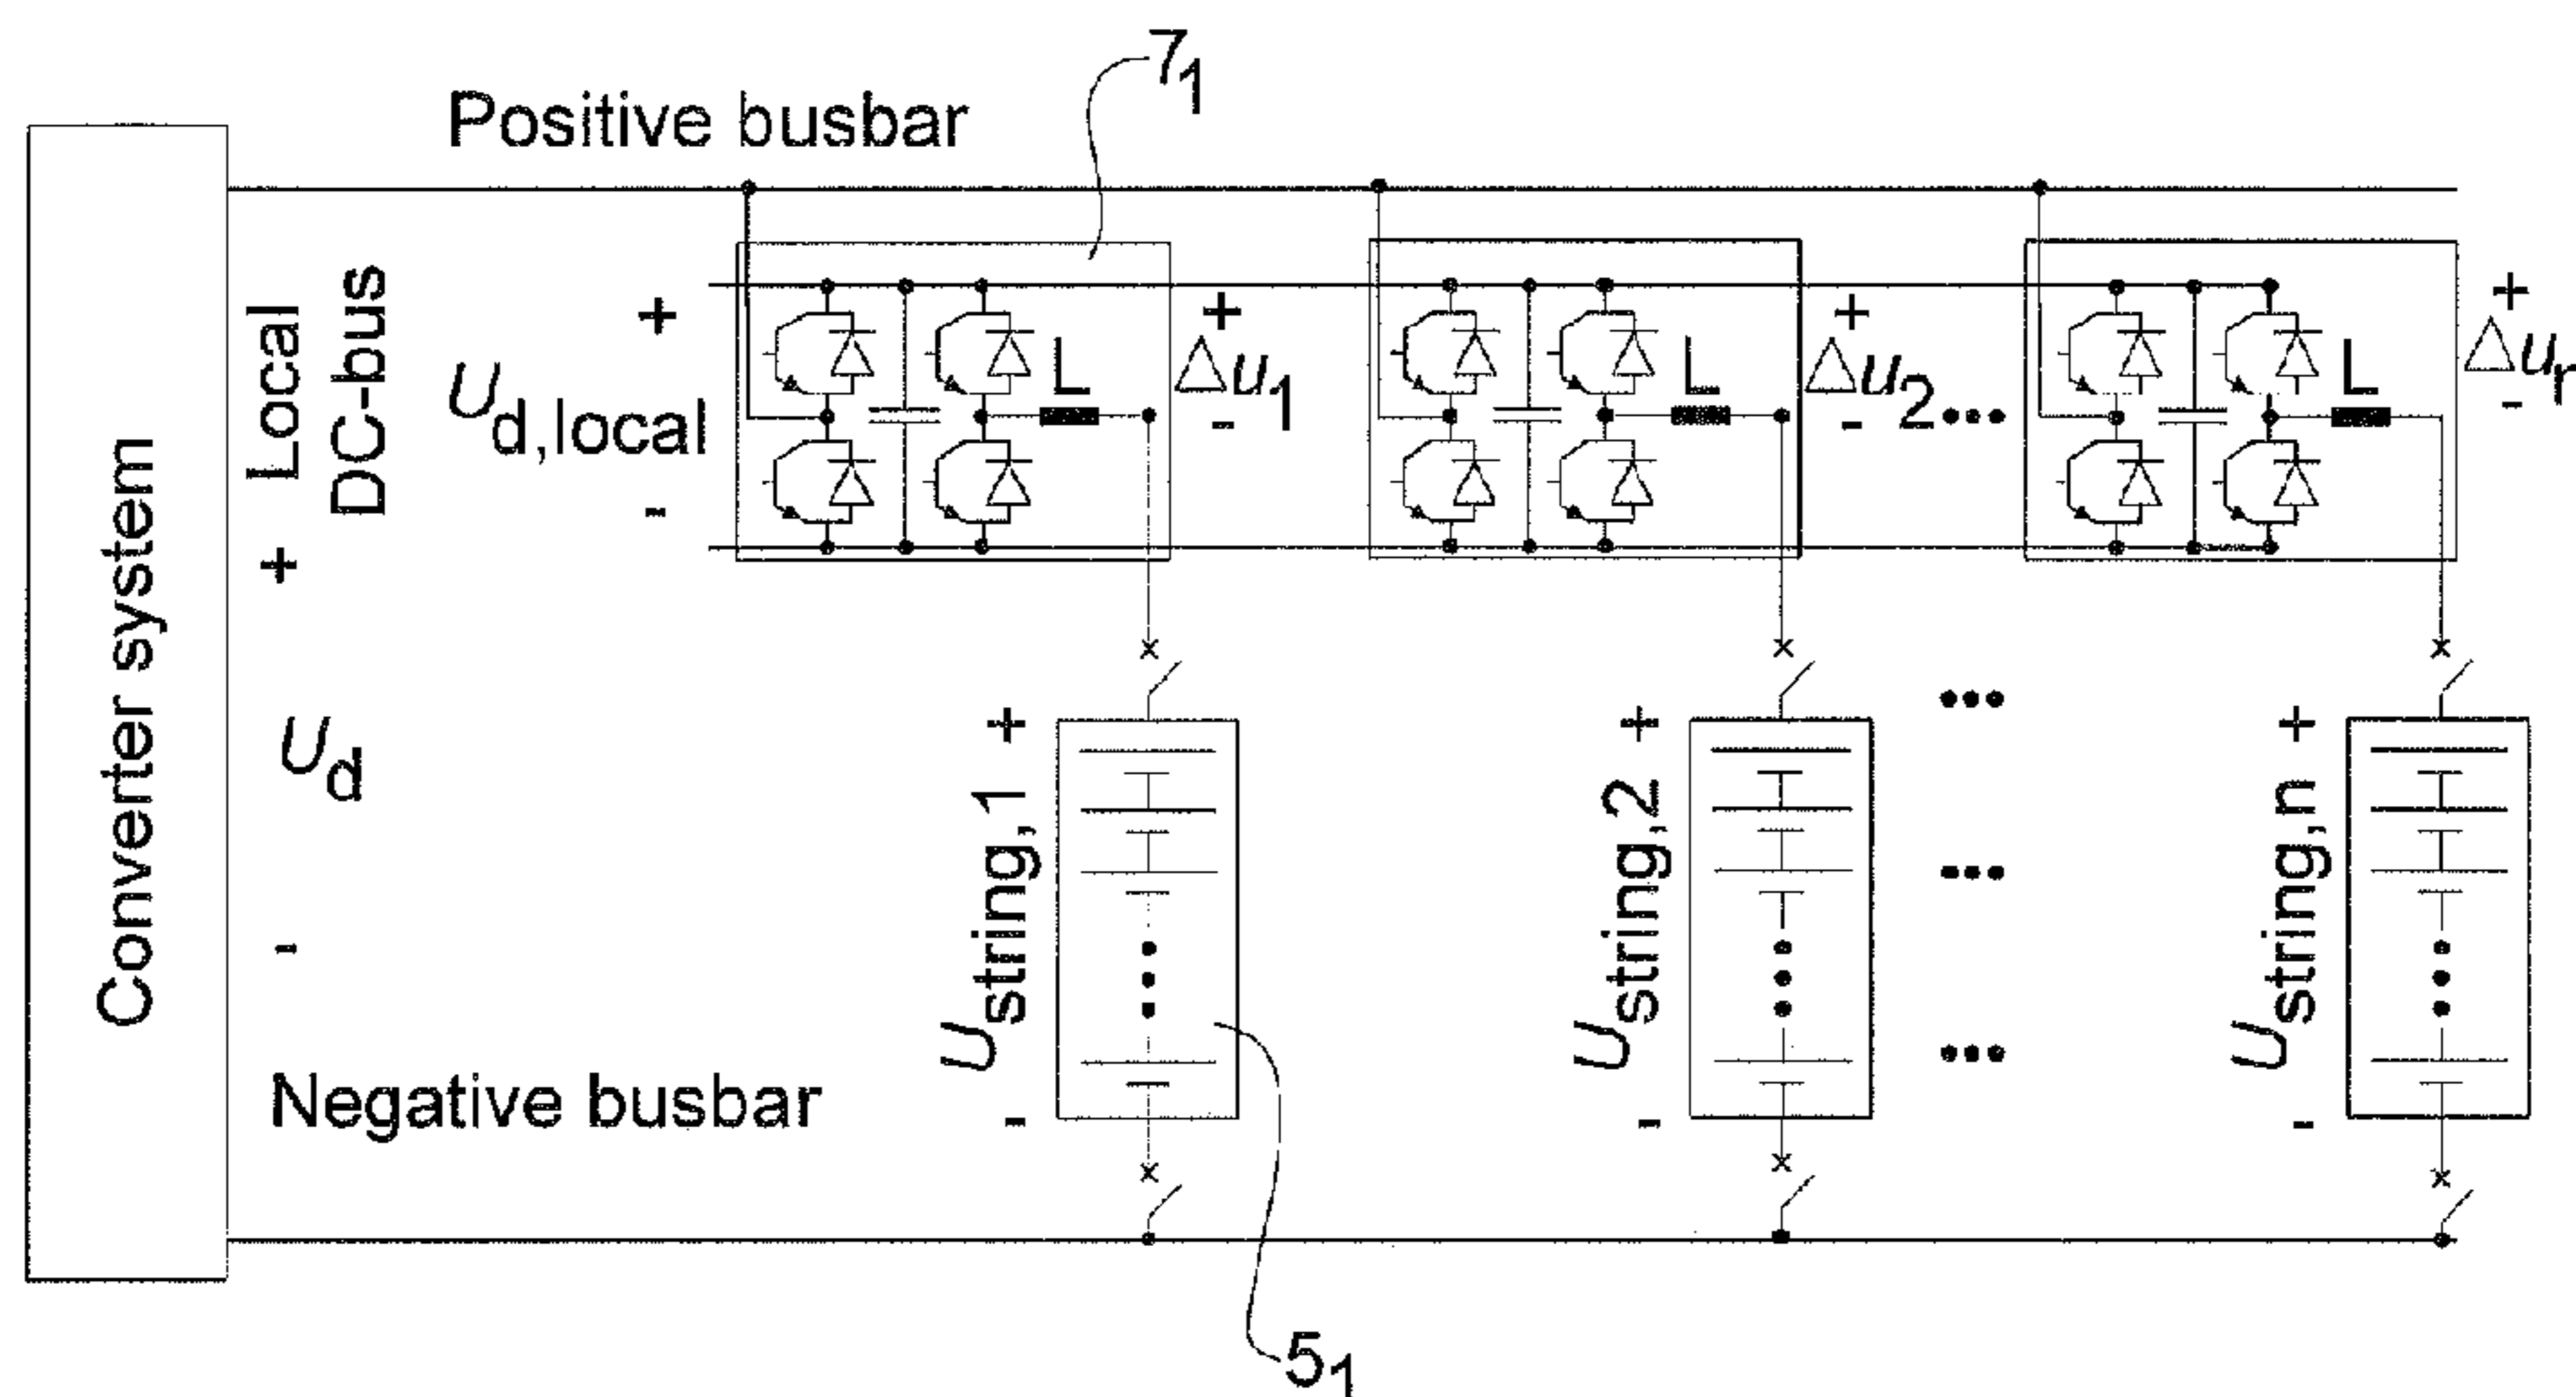 7₁
Positive busbar
Converter system
Local
DC-bus
+
U_d,local
-
+
U_d
-
L
+
Δu₁
-
L
+
Δu₂
-
...
L
+
Δu_r
-
U_string,1
+
-
U_string,2
+
-
U_string,n
+
-
Negative busbar
5₁